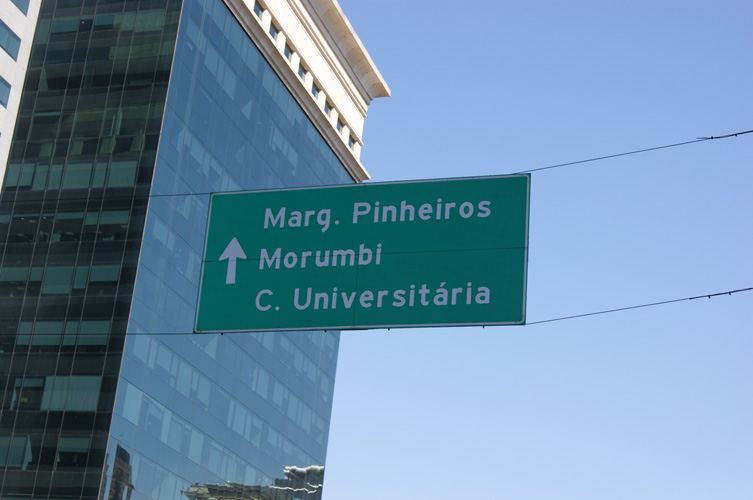 Marg. Pinheiros
Morumbi
C. Universitária